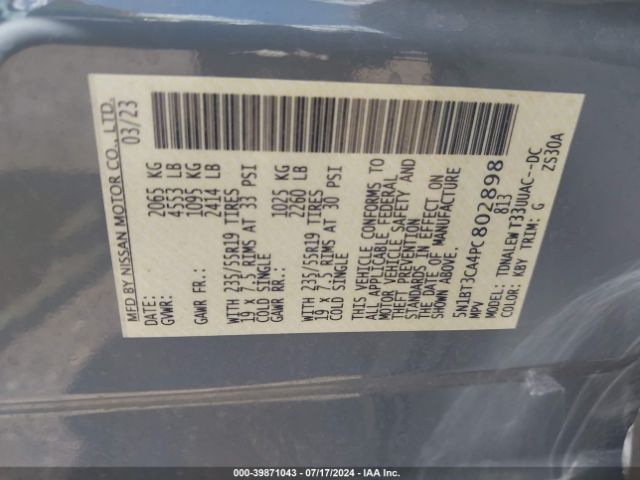 MFD BY NISSAN MOTOR CO., LTD.
DATE: 03/23
GVWR: 2065 KG
4553 LB
GAWR FR.: 1095 KG
2414 LB
WITH 235/55R19 TIRES
19 x 7.5 RIMS AT 33 PSI
COLD SINGLE
GAWR RR.: 1025 KG
2260 LB
WITH 235/55R19 TIRES
19 x 7.5 RIMS AT 30 PSI
COLD SINGLE
THIS VEHICLE CONFORMS TO
ALL APPLICABLE FEDERAL
MOTOR VEHICLE SAFETY AND
THEFT PREVENTION
STANDARDS IN EFFECT ON
THE DATE OF MANUFACTURE
SHOWN ABOVE.
5N1BT3CA4PC802898
MPV 813
MODEL: TDNALEWT33UUAC--DC
COLOR: KBY TRIM: G ZS30A
000-39871043 / 07/17/2024 - IAA Inc.